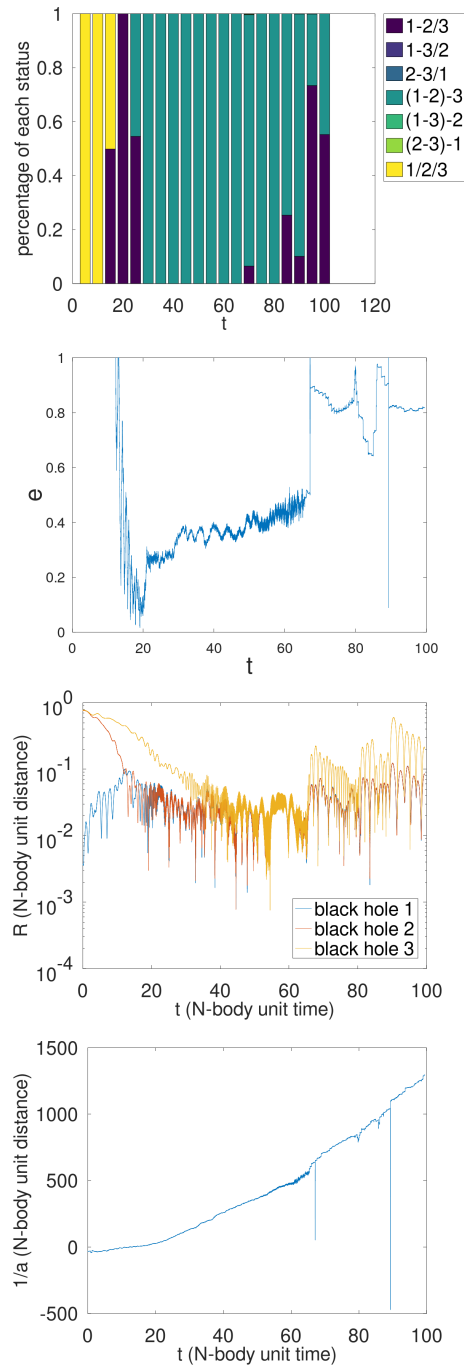 percentage of each status
1
0.8
0.6
0.4
0.2
0
0 20 40 60 80 100 120
t
1-2/3
1-3/2
2-3/1
(1-2)-3
(1-3)-2
(2-3)-1
1/2/3
e
1
0.8
0.6
0.4
0.2
0
0 20 40 60 80 100
t
R (N-body unit distance)
10^0
10^-1
10^-2
10^-3
10^-4
black hole 1
black hole 2
black hole 3
0 20 40 60 80 100
t (N-body unit time)
1/a (N-body unit distance)
1500
1000
500
0
-500
0 20 40 60 80 100
t (N-body unit time)